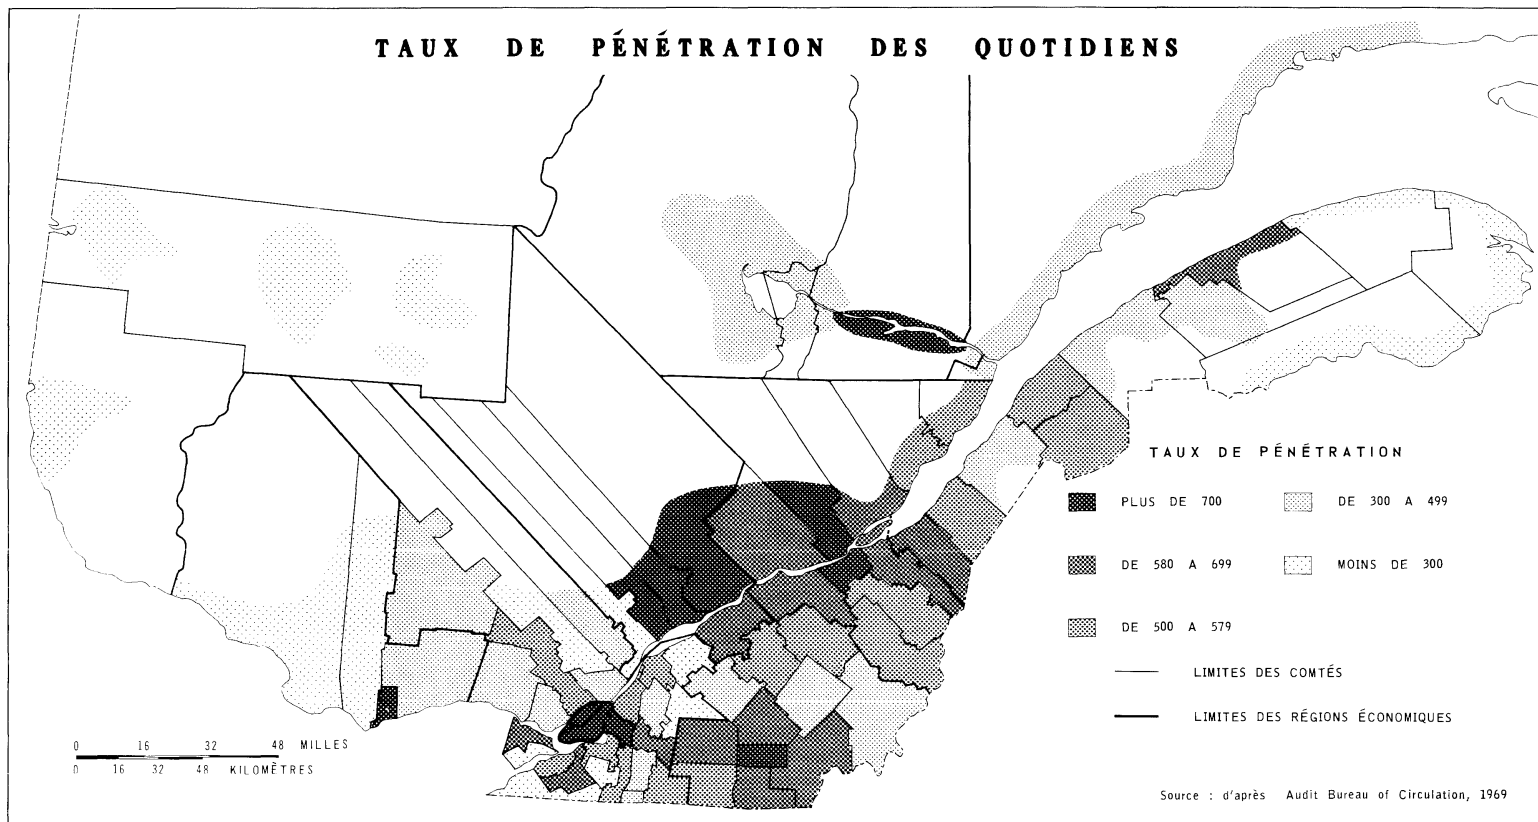 TAUX DE PÉNÉTRATION DES QUOTIDIENS
TAUX DE PÉNÉTRATION
PLUS DE 700
DE 300 A 499
DE 580 A 699
MOINS DE 300
DE 500 A 579
LIMITES DES COMTÉS
LIMITES DES RÉGIONS ÉCONOMIQUES
0 16 32 48 MILLES
0 16 32 48 KILOMÈTRES
Source : d'après Audit Bureau of Circulation, 1969